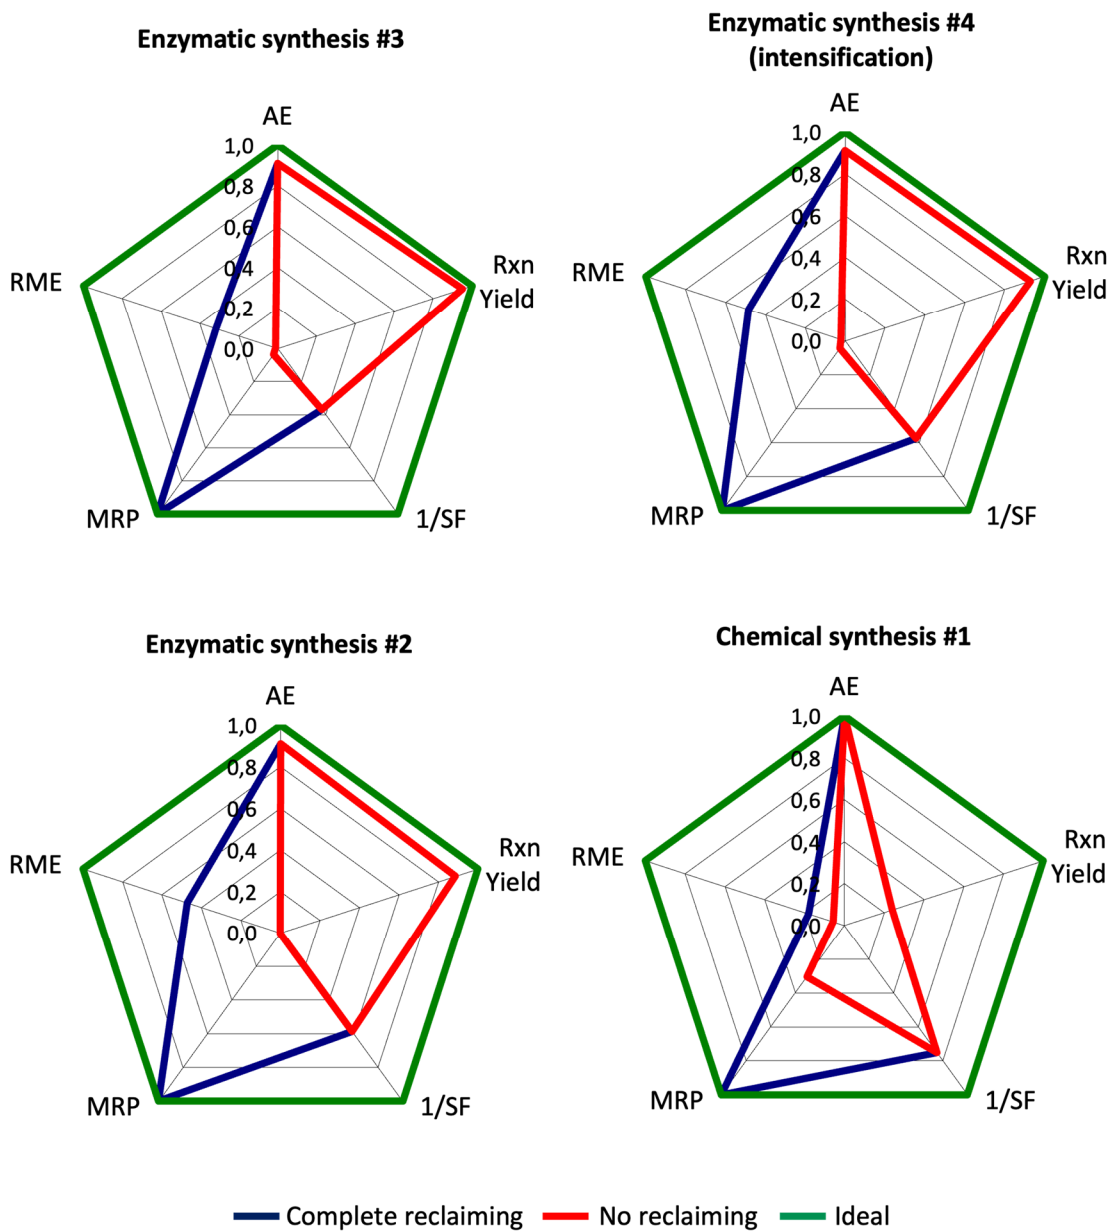 Enzymatic synthesis #3
AE
1,0
0,8
0,6
0,4
0,2
0,0
RME
Rxn
Yield
MRP
1/SF
Enzymatic synthesis #4
(intensification)
AE
1,0
0,8
0,6
0,4
0,2
0,0
RME
Rxn
Yield
MRP
1/SF
Enzymatic synthesis #2
AE
1,0
0,8
0,6
0,4
0,2
0,0
RME
Rxn
Yield
MRP
1/SF
Chemical synthesis #1
AE
1,0
0,8
0,6
0,4
0,2
0,0
RME
Rxn
Yield
MRP
1/SF
Complete reclaiming No reclaiming Ideal